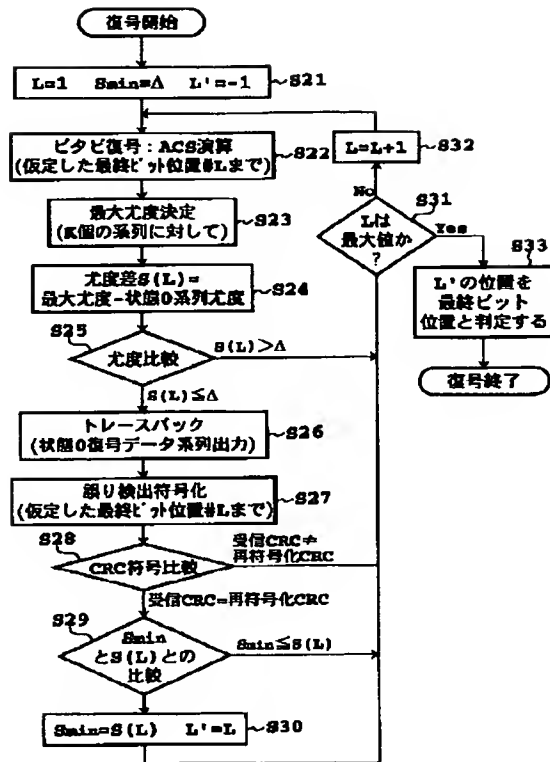 復号開始
L=1 Smin=Δ L'=-1
S21
ビタビ復号：ACS演算
(仮定した最終ビット位置#Lまで)
S22
最大尤度決定
(K個の系列に対して)
S23
尤度差S(L)=
最大尤度-状態0系列尤度
S24
S25
尤度比較
S(L)>Δ
S(L)≦Δ
トレースバック
(状態0復号データ系列出力)
S26
誤り検出符号化
(仮定した最終ビット位置#Lまで)
S27
S28
CRC符号比較
受信CRC≠
再符号化CRC
受信CRC=再符号化CRC
S29
Smin
とS(L)との
比較
Smin≦S(L)
Smin=S(L) L'=L
S30
L=L+1
S32
No
S31
Lは
最大値か
?
Yes
S33
L'の位置を
最終ビット
位置と判定する
復号終了